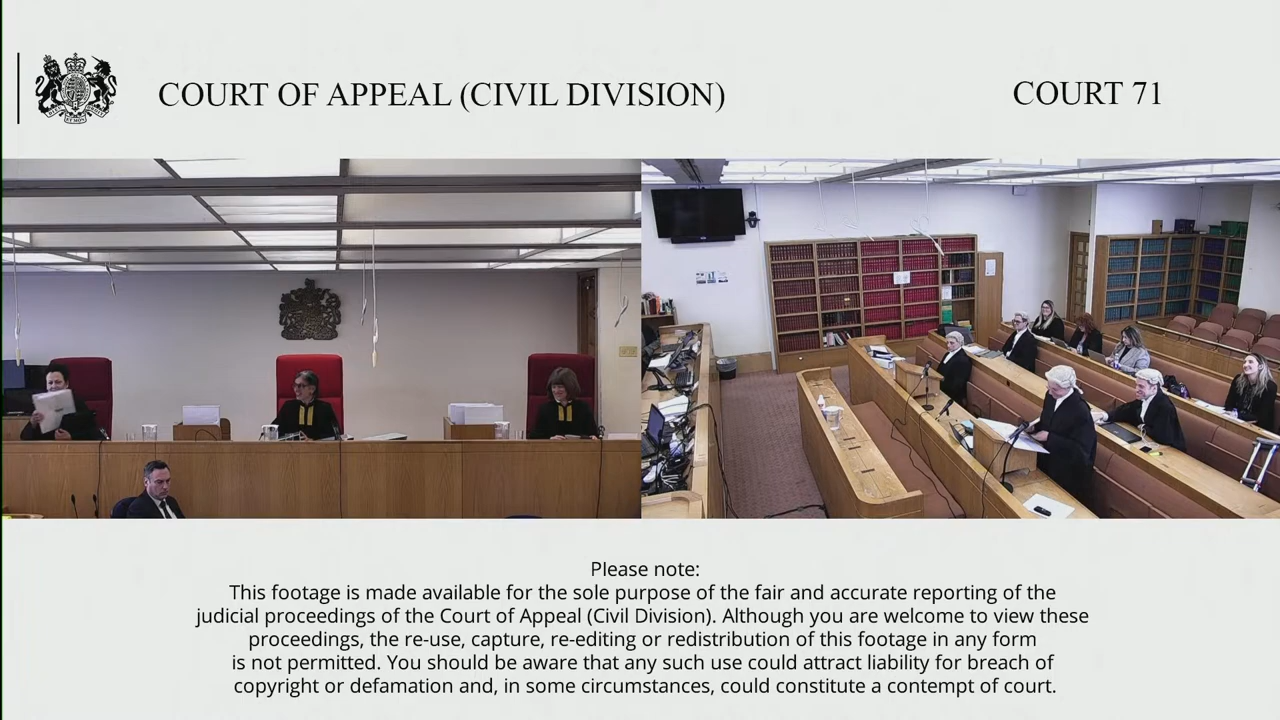 COURT OF APPEAL (CIVIL DIVISION)
COURT 71
Please note:
This footage is made available for the sole purpose of the fair and accurate reporting of the
judicial proceedings of the Court of Appeal (Civil Division). Although you are welcome to view these
proceedings, the re-use, capture, re-editing or redistribution of this footage in any form
is not permitted. You should be aware that any such use could attract liability for breach of
copyright or defamation and, in some circumstances, could constitute a contempt of court.